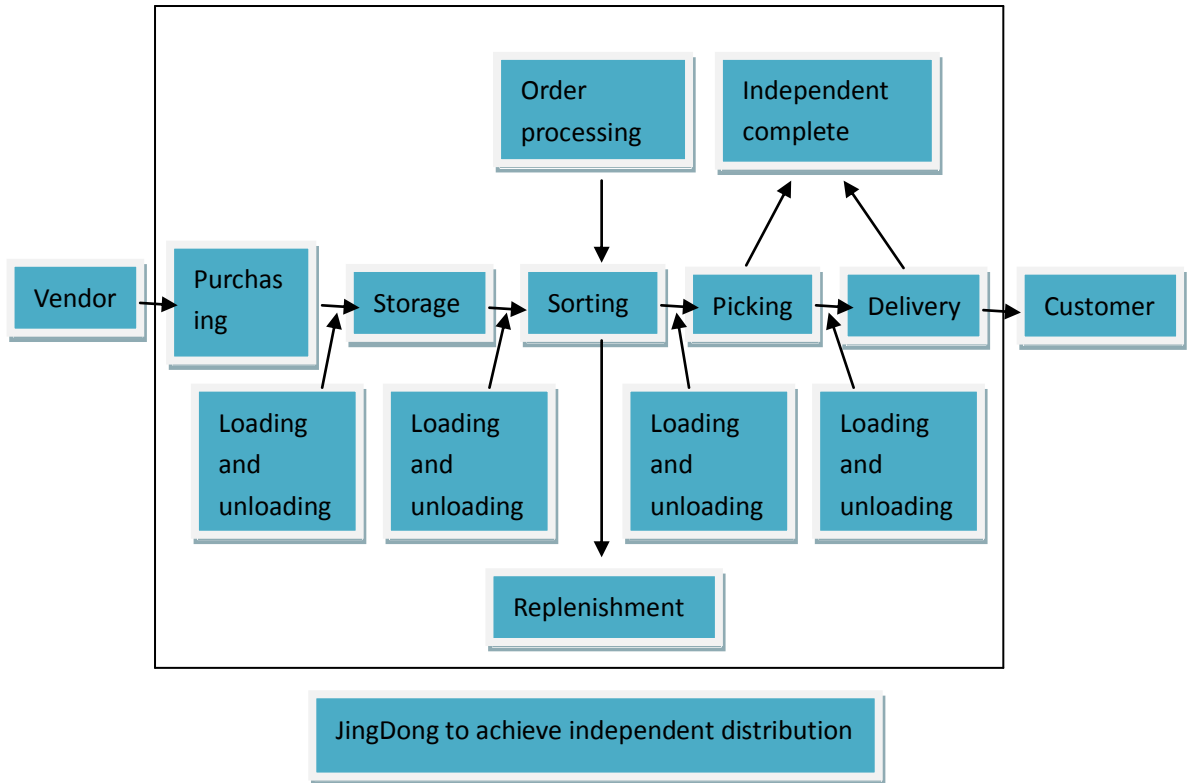 Order
processing
Independent
complete
Vendor
Purchas
ing
Storage
Sorting
Picking
Delivery
Customer
Loading
and
unloading
Loading
and
unloading
Loading
and
unloading
Loading
and
unloading
Replenishment
JingDong to achieve independent distribution